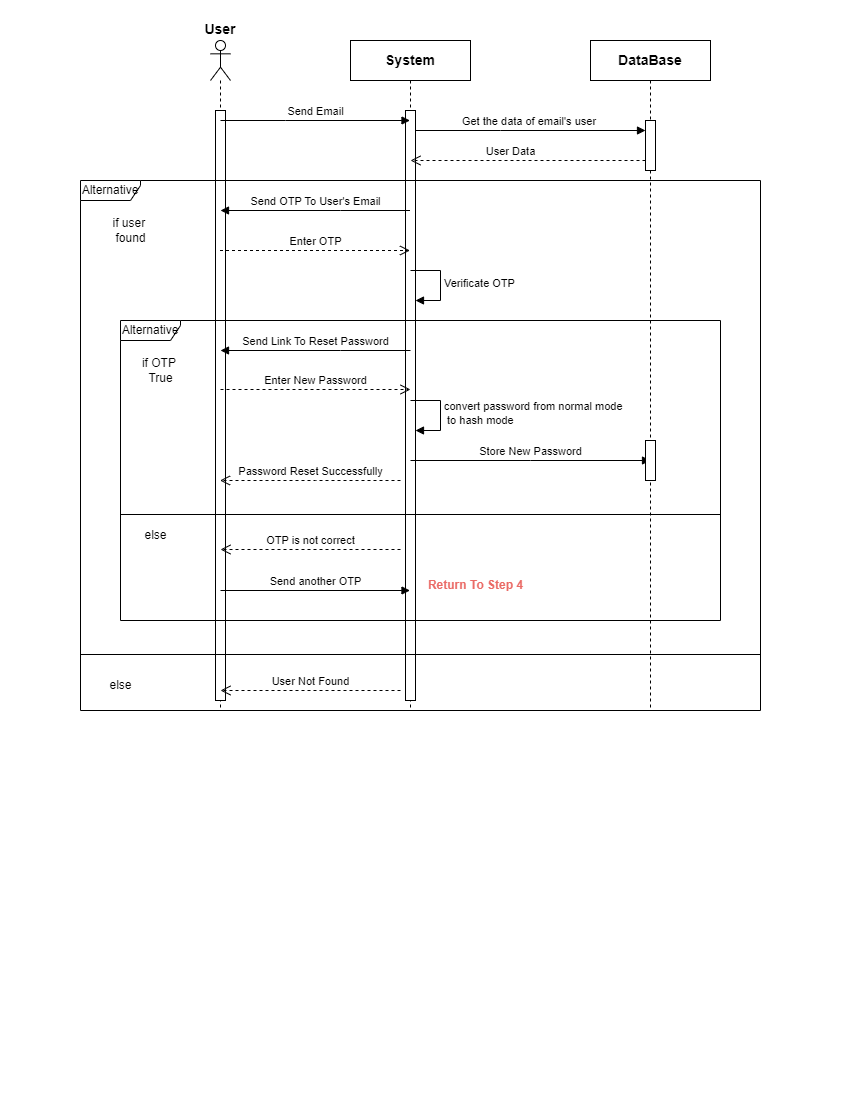 User
System
DataBase
Send Email
Get the data of email's user
User Data
Alternative
Send OTP To User's Email
if user
found
Enter OTP
Verificate OTP
Alternative
Send Link To Reset Password
if OTP
True
Enter New Password
convert password from normal mode
to hash mode
Store New Password
Password Reset Successfully
else
OTP is not correct
Send another OTP
Return To Step 4
else
User Not Found